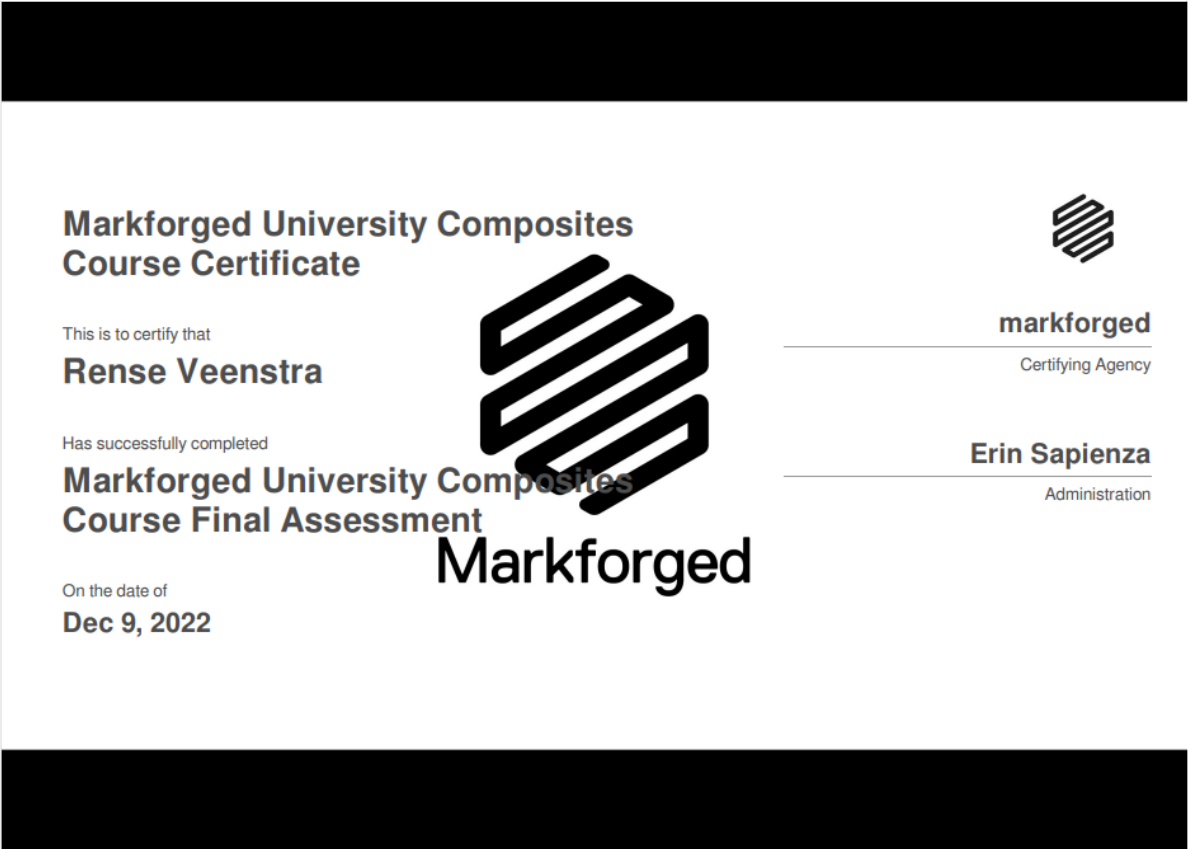 Markforged University Composites
Course Certificate
This is to certify that
Rense Veenstra
Has successfully completed
Markforged University Composites
Course Final Assessment
On the date of
Dec 9, 2022
Markforged
markforged
Certifying Agency
Erin Sapienza
Administration